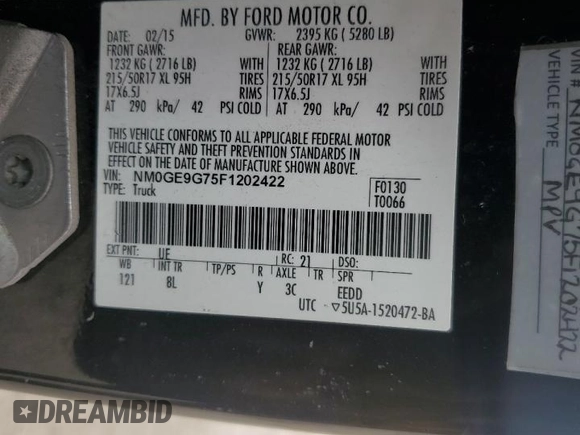 MFD. BY FORD MOTOR CO.
DATE: 02/15 GVWR: 2395 KG ( 5280 LB)
FRONT GAWR: REAR GAWR:
1232 KG ( 2716 LB) WITH 1232 KG ( 2716 LB) WITH
215/50R17 XL 95H TIRES 215/50R17 XL 95H TIRES
17X6.5J RIMS 17X6.5J RIMS
AT 290 kPa/ 42 PSI COLD AT 290 kPa/ 42 PSI COLD
THIS VEHICLE CONFORMS TO ALL APPLICABLE FEDERAL MOTOR
VEHICLE SAFETY AND THEFT PREVENTION STANDARDS IN
EFFECT ON THE DATE OF MANUFACTURE SHOWN ABOVE.
VIN: NM0GE9G75F1202422 F0130
TYPE: Truck T0066
EXT PNT: UE RC: 21 DSO:
WB INT TR TP/PS R AXLE TR SPR
121 BL Y 3C EEDD
UTC ▽5U5A-1520472-BA
VIN# NM0GE9G75F1202422
VEHICLE TYPE MPV
DREAMBID